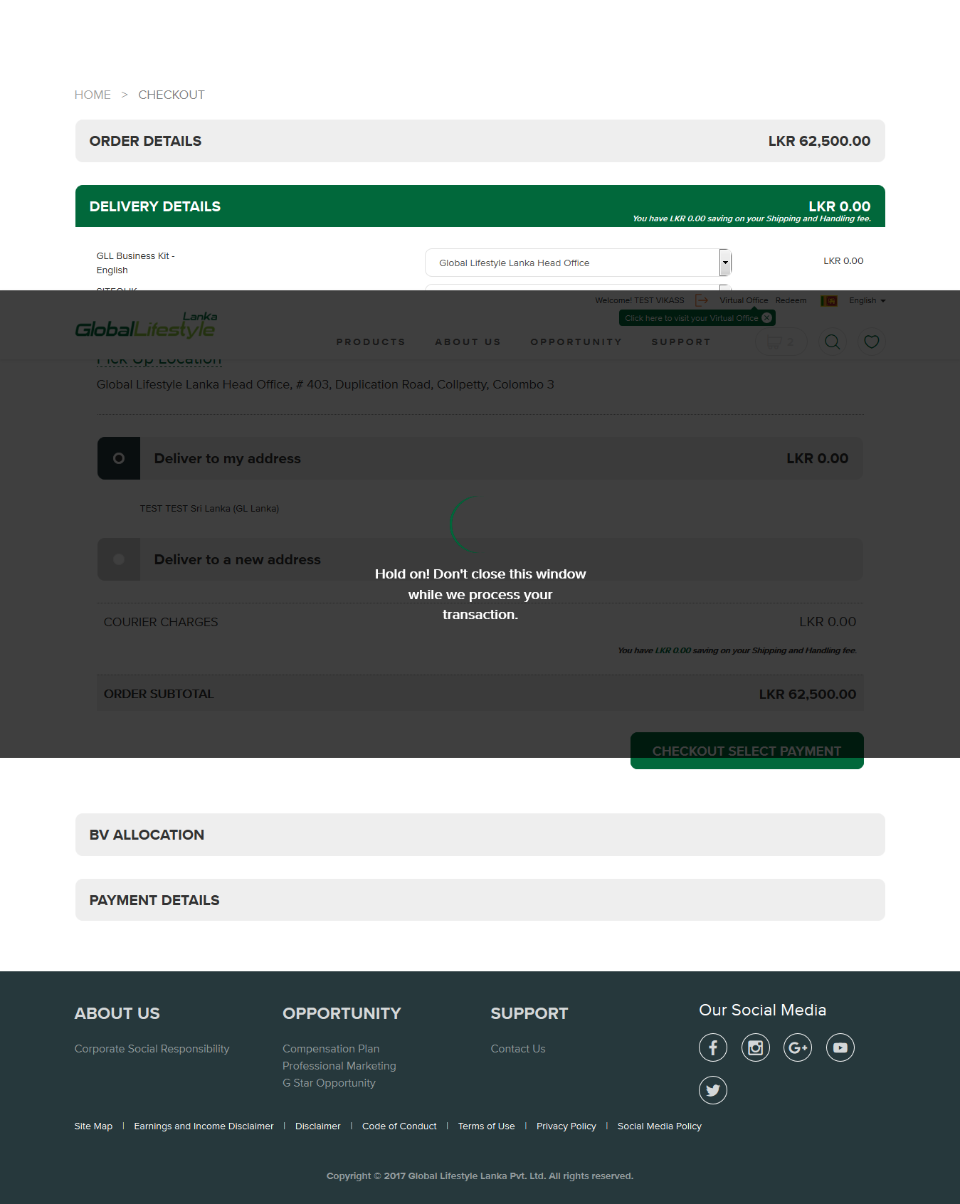 HOME > CHECKOUT
ORDER DETAILS LKR 62,500.00
DELIVERY DETAILS LKR 0.00
You have LKR 0.00 saving on your Shipping and Handling fee.
GLL Business Kit - Global Lifestyle Lanka Head Office LKR 0.00
English
Welcome! TEST VIKASS Virtual Office Redeem English
Lanka
GlobalLifestyle
Click here to visit your Virtual Office
PRODUCTS ABOUT US OPPORTUNITY SUPPORT 2
Pick Up Location
Global Lifestyle Lanka Head Office, # 403, Duplication Road, Collpetty, Colombo 3
Deliver to my address LKR 0.00
TEST TEST Sri Lanka (GL Lanka)
Deliver to a new address
Hold on! Don't close this window
while we process your
transaction.
COURIER CHARGES LKR 0.00
You have LKR 0.00 saving on your Shipping and Handling fee.
ORDER SUBTOTAL LKR 62,500.00
CHECKOUT SELECT PAYMENT
BV ALLOCATION
PAYMENT DETAILS
ABOUT US OPPORTUNITY SUPPORT Our Social Media
Corporate Social Responsibility Compensation Plan Contact Us
Professional Marketing
G Star Opportunity
Site Map | Earnings and Income Disclaimer | Disclaimer | Code of Conduct | Terms of Use | Privacy Policy | Social Media Policy
Copyright © 2017 Global Lifestyle Lanka Pvt. Ltd. All rights reserved.